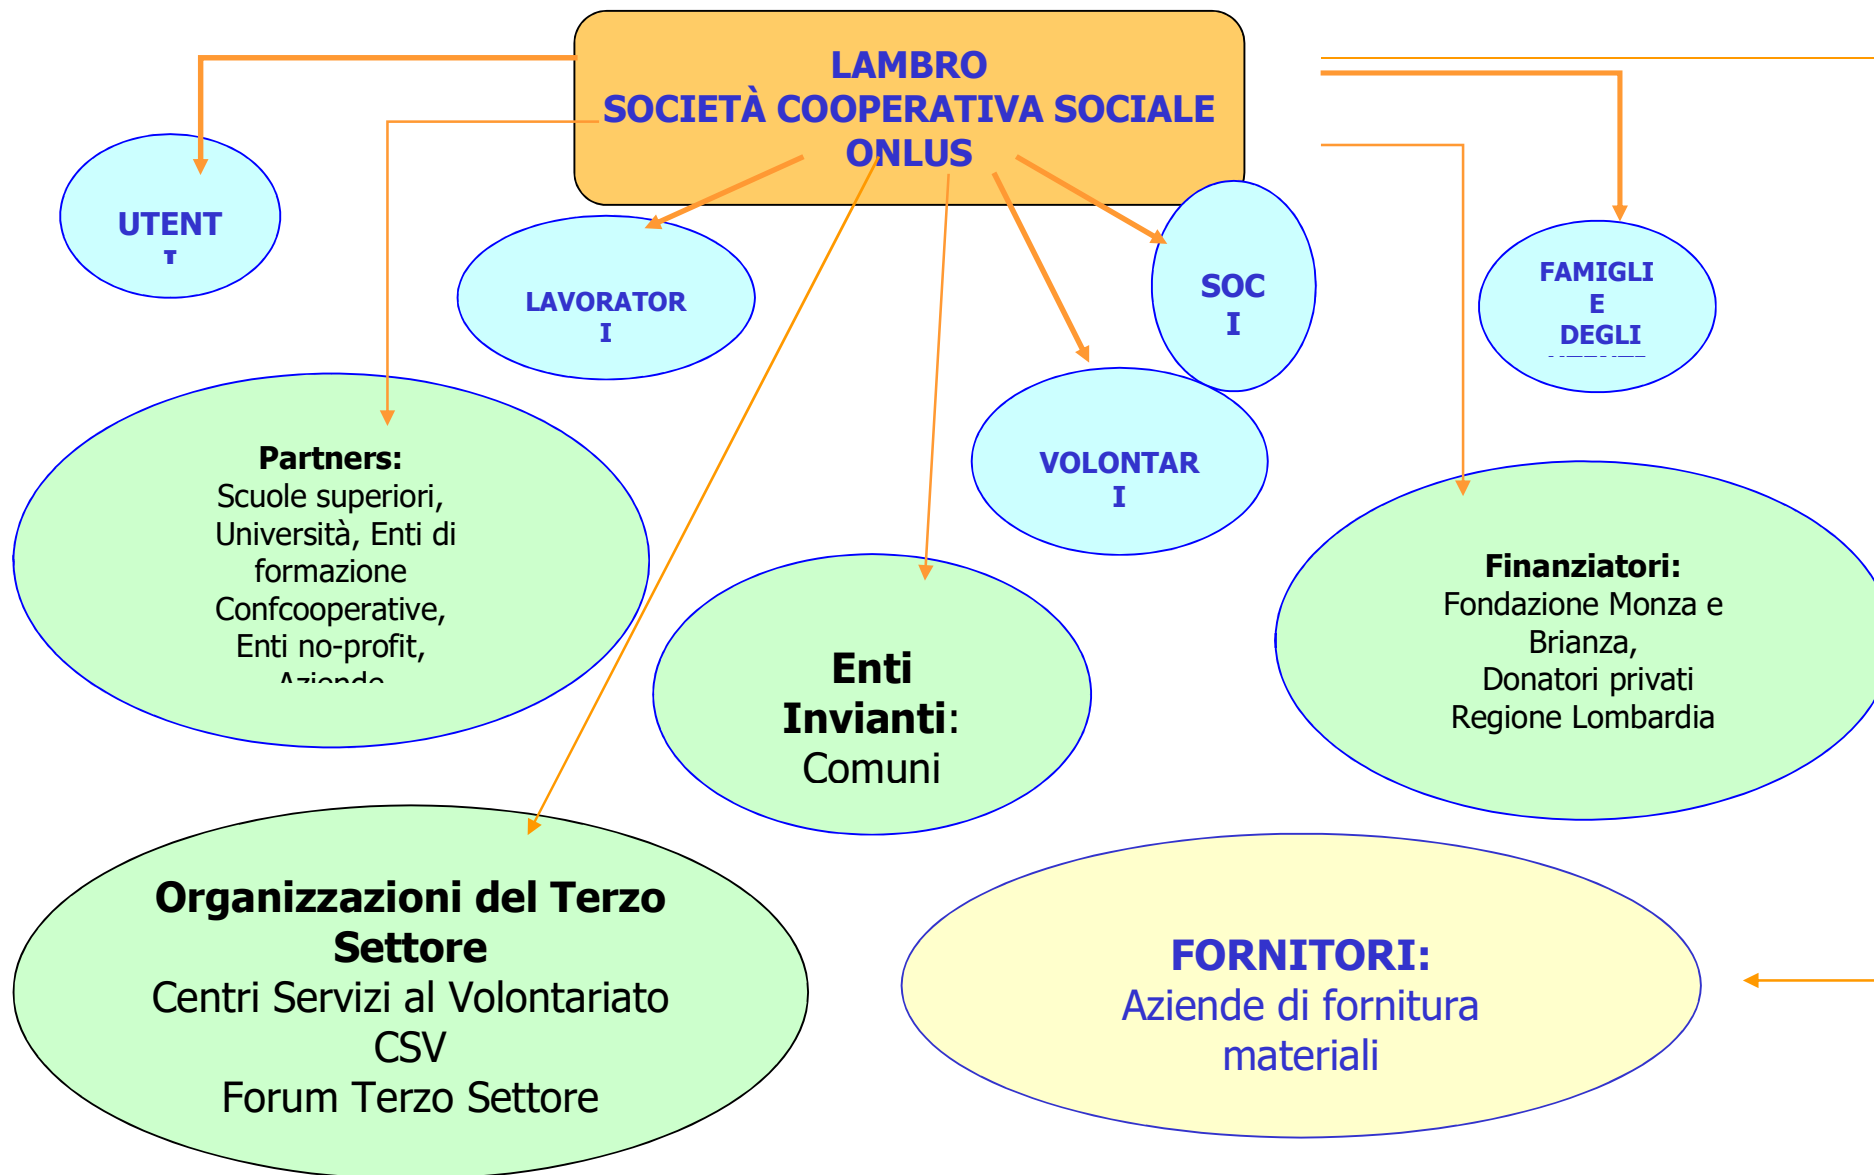 LAMBRO
SOCIETÀ COOPERATIVA SOCIALE
ONLUS
UTENT
LAVORATOR
I
SOC
I
FAMIGLI
E
DEGLI
VOLONTAR
I
Partners:
Scuole superiori,
Università, Enti di
formazione
Confcooperative,
Enti no-profit,
Aziende
Enti
Invianti:
Comuni
Finanziatori:
Fondazione Monza e
Brianza,
Donatori privati
Regione Lombardia
Organizzazioni del Terzo
Settore
Centri Servizi al Volontariato
CSV
Forum Terzo Settore
FORNITORI:
Aziende di fornitura
materiali